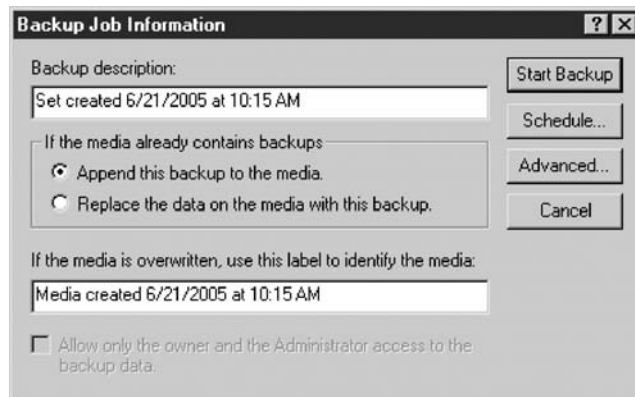 Backup Job Information
Backup description:
Set created 6/21/2005 at 10:15 AM
If the media already contains backups
Append this backup to the media.
Replace the data on the media with this backup.
If the media is overwritten, use this label to identify the media:
Media created 6/21/2005 at 10:15 AM
Allow only the owner and the Administrator access to the
backup data.
Start Backup
Schedule...
Advanced...
Cancel